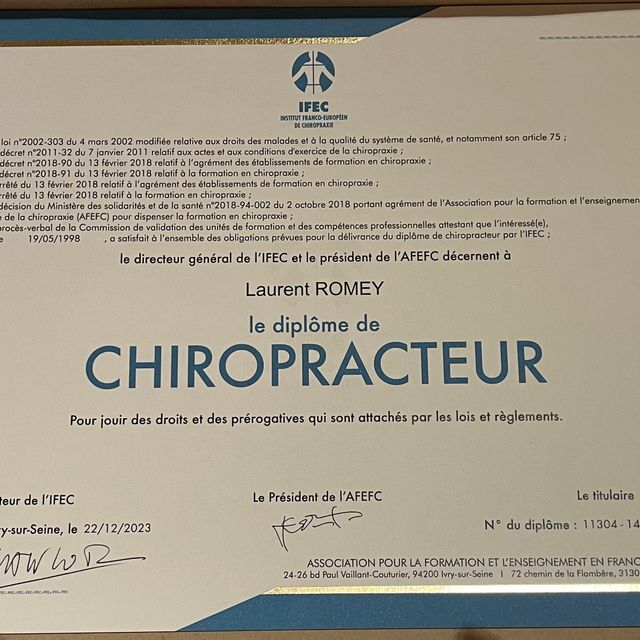 IFEC
INSTITUT FRANCO-EUROPÉEN
DE CHIROPRAXIE
loi n°2002-303 du 4 mars 2002 modifiée relative aux droits des malades et à la qualité du système de santé, et notamment son article 75 ;
décret n°2011-32 du 7 janvier 2011 relatif aux actes et aux conditions d'exercice de la chiropraxie ;
décret n°2018-90 du 13 février 2018 relatif à l'agrément des établissements de formation en chiropraxie ;
décret n°2018-91 du 13 février 2018 relatif à la formation en chiropraxie ;
rrêté du 13 février 2018 relatif à l'agrément des établissements de formation en chiropraxie ;
rrêté du 13 février 2018 relatif à la formation en chiropraxie ;
décision du Ministère des solidarités et de la santé n°2018-94-002 du 2 octobre 2018 portant agrément de l'Association pour la formation et l'enseignement
e de la chiropraxie (AFEFC) pour dispenser la formation en chiropraxie ;
procès-verbal de la Commission de validation des unités de formation et des compétences professionnelles attestant que l'intéressé(e),
e 19/05/1998 , a satisfait à l'ensemble des obligations prévues pour la délivrance du diplôme de chiropracteur par l'IFEC ;
le directeur général de l'IFEC et le président de l'AFEFC décernent à
Laurent ROMEY
le diplôme de
CHIROPRACTEUR
Pour jouir des droits et des prérogatives qui sont attachés par les lois et règlements.
teur de l'IFEC
Le Président de l'AFEFC
Le titulaire
ry-sur-Seine, le 22/12/2023
N° du diplôme : 11304-14
ASSOCIATION POUR LA FORMATION ET L'ENSEIGNEMENT EN FRANC
24-26 bd Paul Vaillant-Couturier, 94200 Ivry-sur-Seine | 72 chemin de la Flambère, 3130